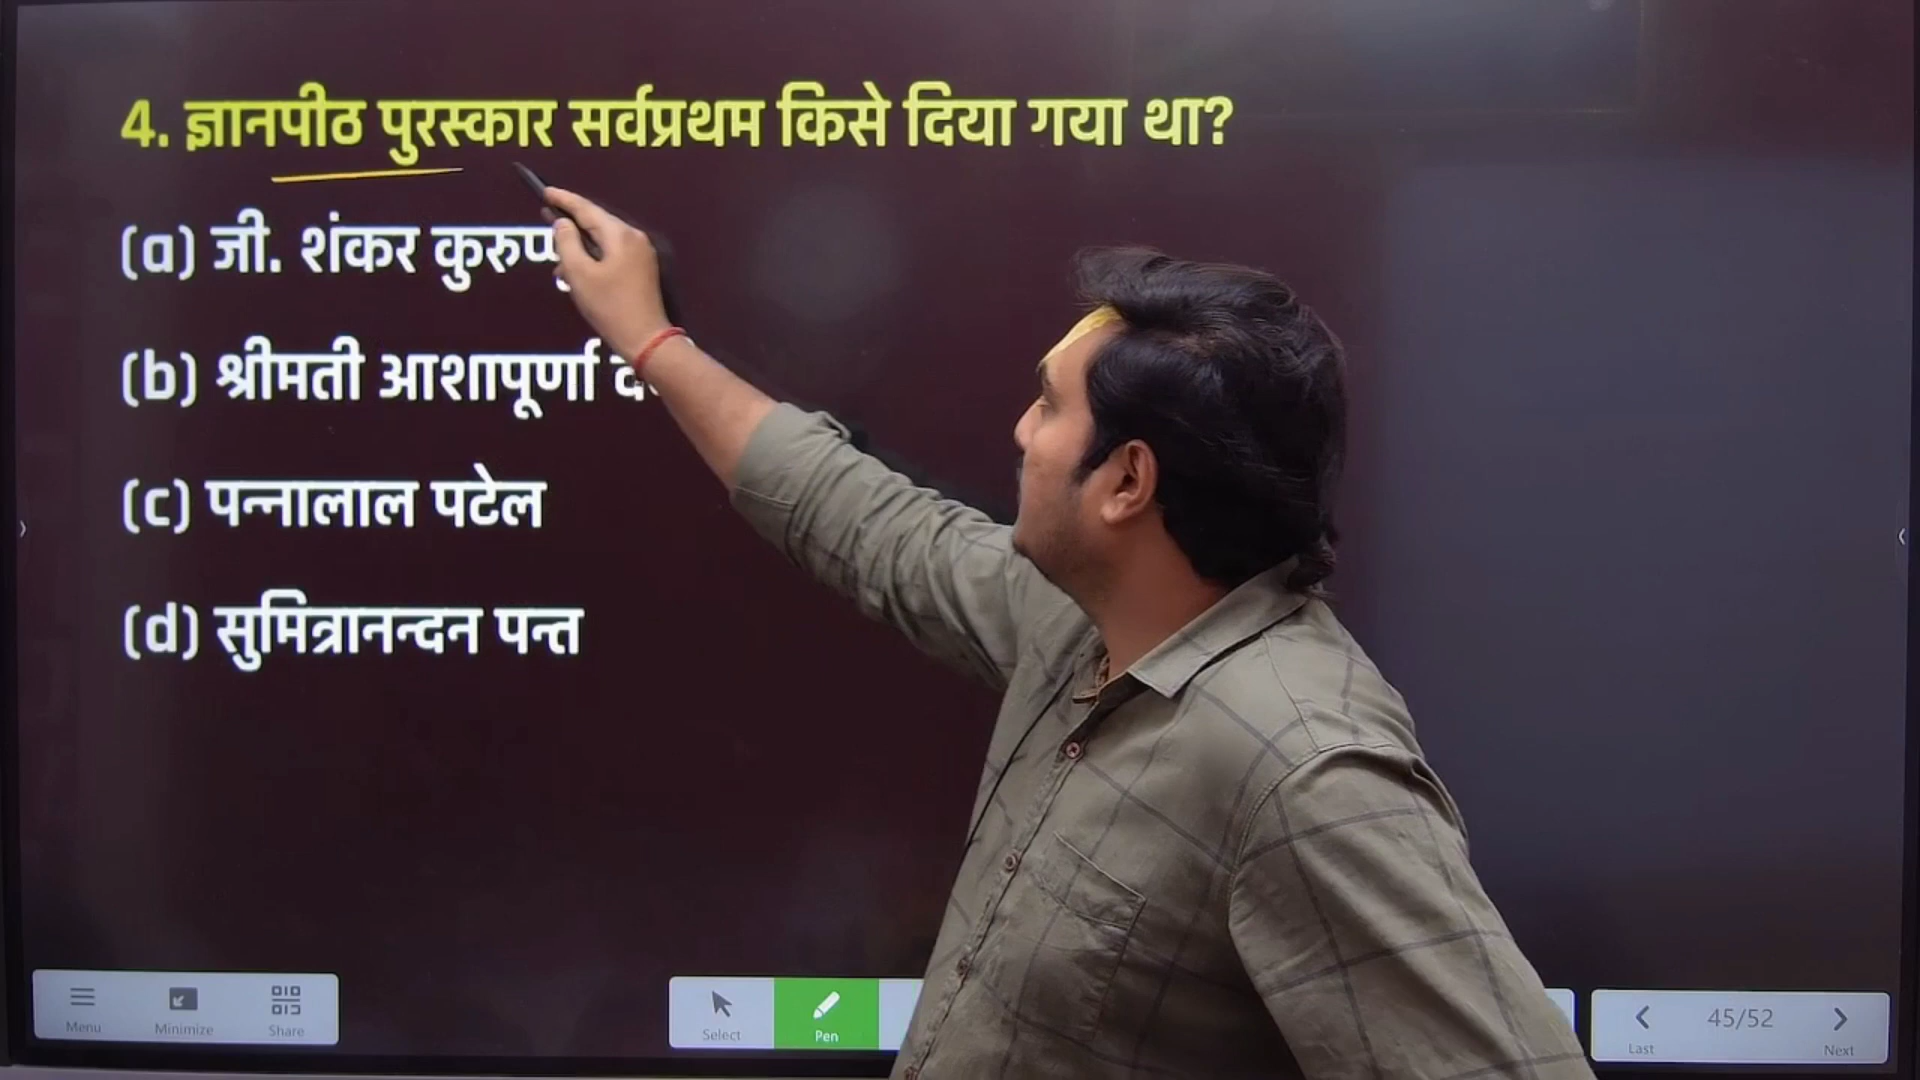 4. ज्ञानपीठ पुरस्कार सर्वप्रथम किसे दिया गया था?
(a) जी. शंकर
(b) श्रीमती आशापूर्णा
(c) पन्नालाल पटेल
(d) सुमित्रानन्दन पन्त
Menu Minimize Share Select Pen Last 45/52 Next